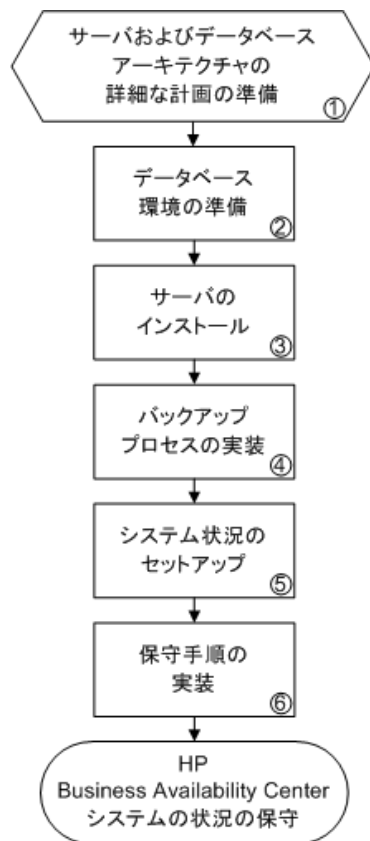 サーバおよびデータベース
アーキテクチャの
詳細な計画の準備
①
データベース
環境の準備
②
サーバの
インストール
③
バックアップ
プロセスの実装
④
システム状況の
セットアップ
⑤
保守手順の
実装
⑥
HP
Business Availability Center
システムの状況の保守